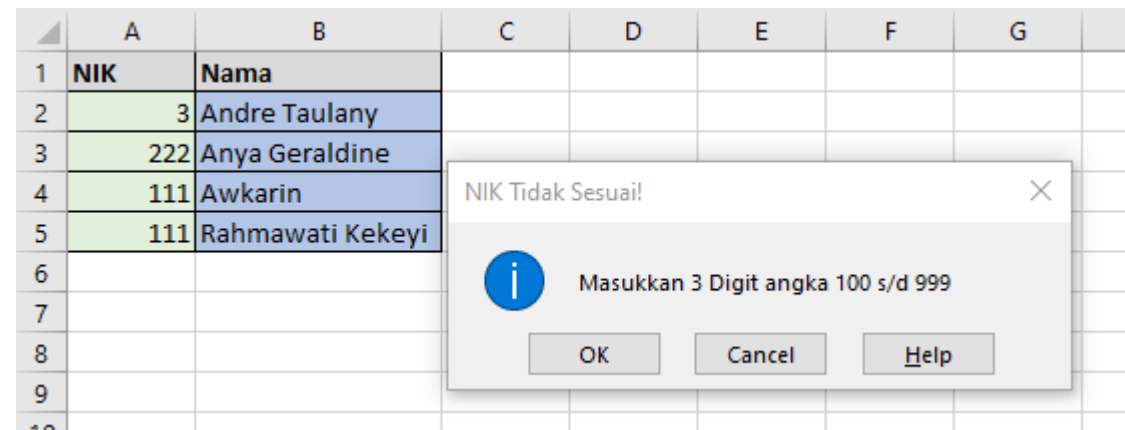 A B C D E F G
1 NIK Nama
2 3 Andre Taulany
3 222 Anya Geraldine
4 111 Awkarin
5 111 Rahmawati Kekeyi
6
7
8
9
NIK Tidak Sesuai!
Masukkan 3 Digit angka 100 s/d 999
OK Cancel Help